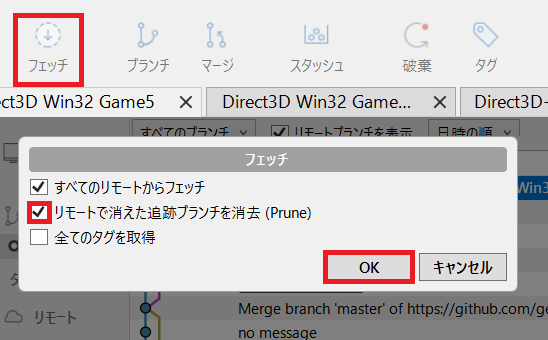 フェッチ
ブランチ
マージ
スタッシュ
破棄
タグ
ct3D Win32 Game5 ✕
Direct3D Win32 Game... ✕
Direct3D-
すべてのブランチ
リモートブランチを表示
日時の順
フェッチ
すべてのリモートからフェッチ
リモートで消えた追跡ブランチを消去 (Prune)
全てのタグを取得
OK
キャンセル
Win3
リモート
Merge branch 'master' of https://github.com/ge
no message